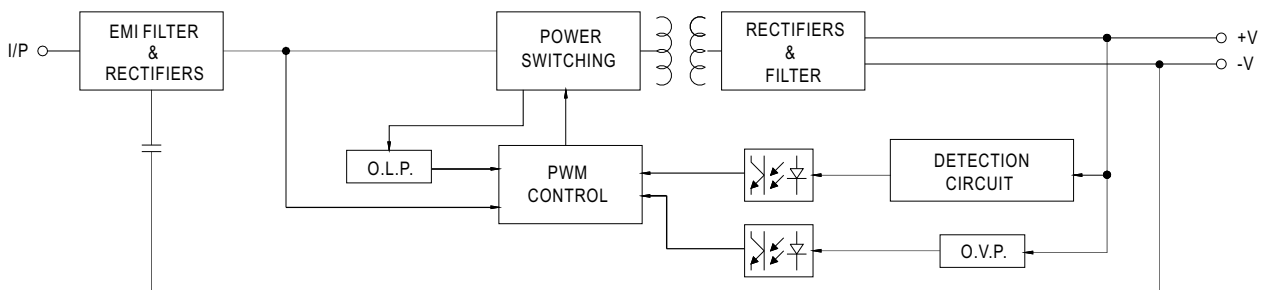 I/P
EMI FILTER
&
RECTIFIERS
POWER
SWITCHING
RECTIFIERS
&
FILTER
+V
-V
O.L.P.
PWM
CONTROL
DETECTION
CIRCUIT
O.V.P.